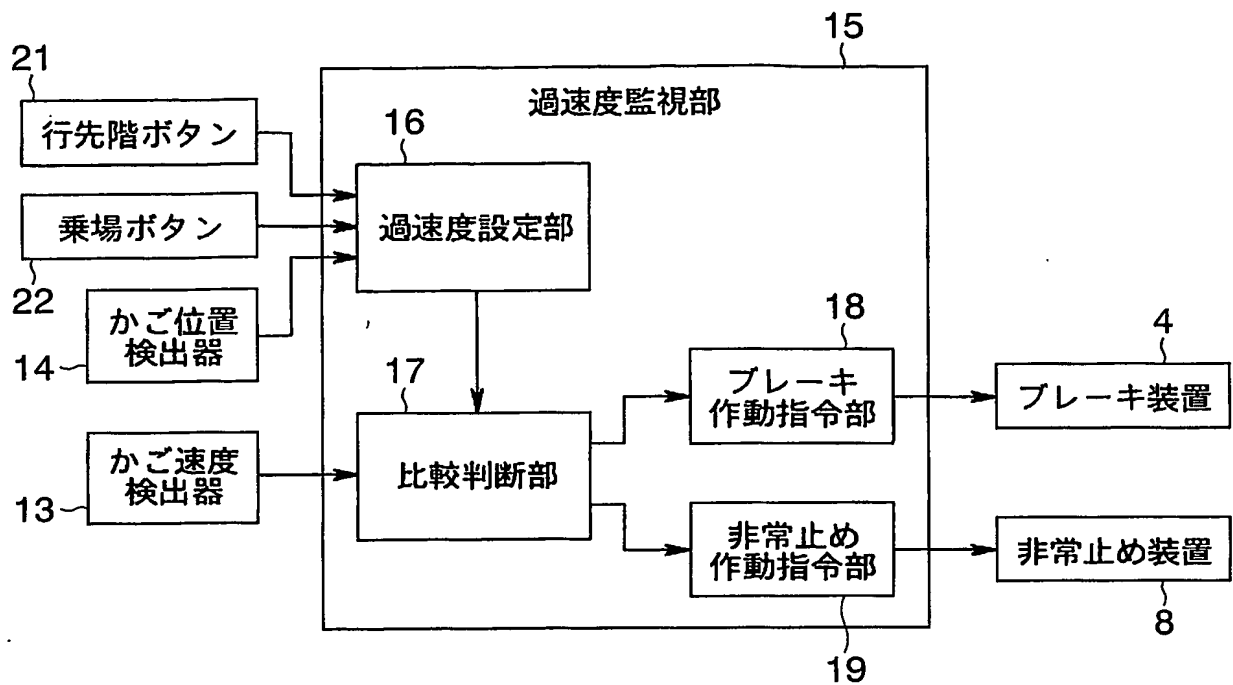 15
過速度監視部
21
行先階ボタン
16
過速度設定部
乗場ボタン
22
かご位置
検出器
14
17
比較判断部
かご速度
検出器
13
18
ブレーキ
作動指令部
4
ブレーキ装置
非常止め
作動指令部
19
非常止め装置
8